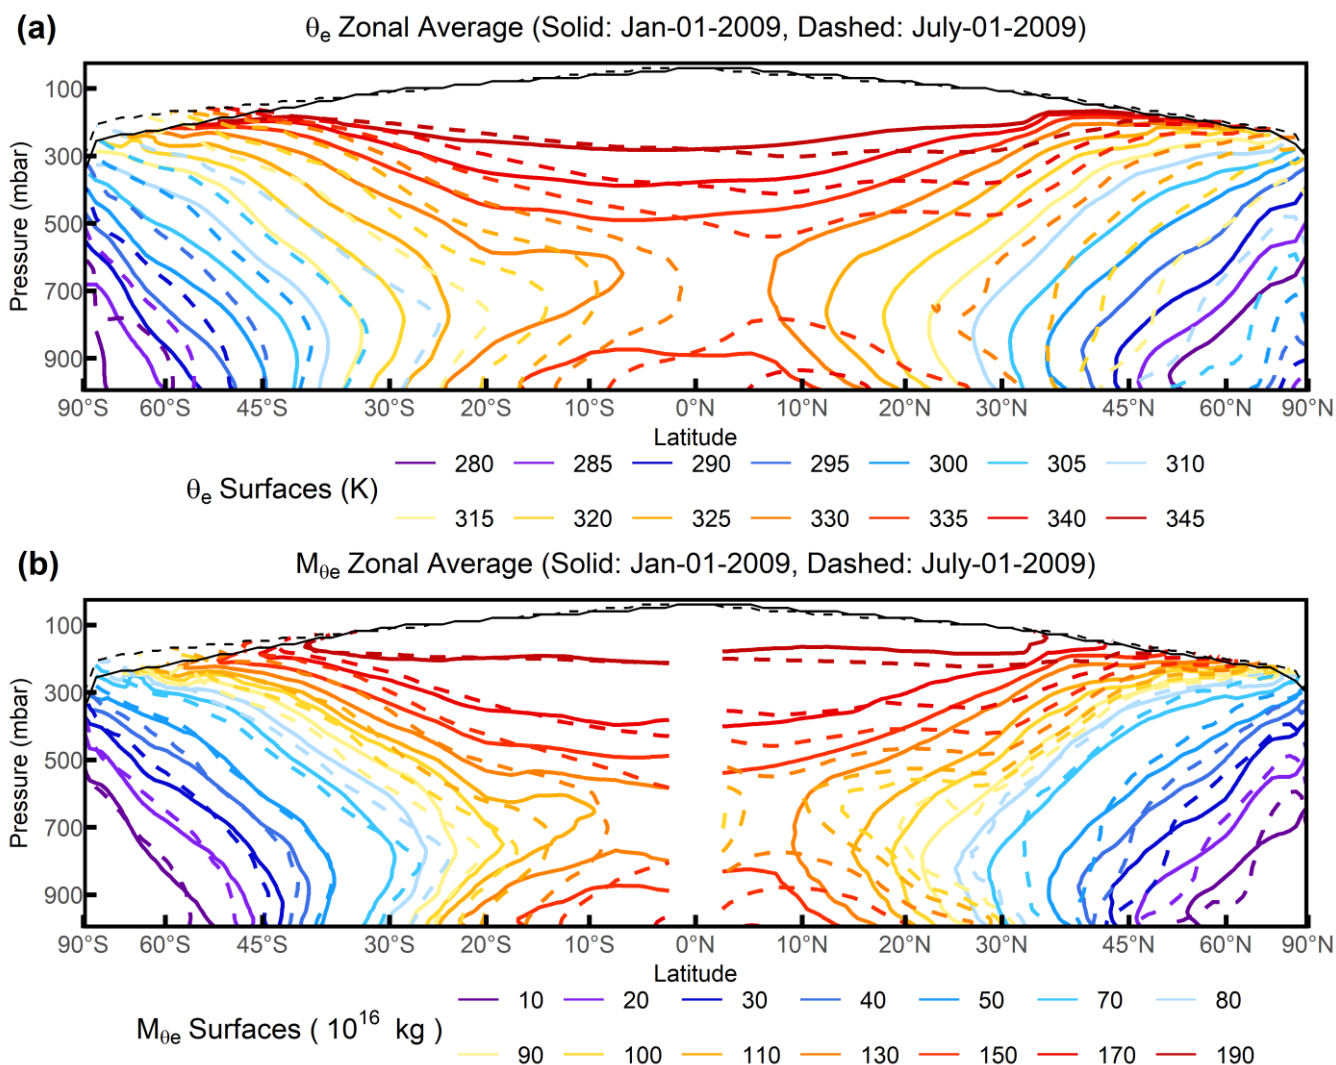 (a)
θe Zonal Average (Solid: Jan-01-2009, Dashed: July-01-2009)
Pressure (mbar)
100
300
500
700
900
90°S 60°S 45°S 30°S 20°S 10°S 0°N 10°N 20°N 30°N 45°N 60°N 90°N
Latitude
θe Surfaces (K)
280 285 290 295 300 305 310
315 320 325 330 335 340 345
(b)
Mθe Zonal Average (Solid: Jan-01-2009, Dashed: July-01-2009)
Pressure (mbar)
100
300
500
700
900
90°S 60°S 45°S 30°S 20°S 10°S 0°N 10°N 20°N 30°N 45°N 60°N 90°N
Latitude
Mθe Surfaces ( 10^16 kg )
10 20 30 40 50 70 80
90 100 110 130 150 170 190